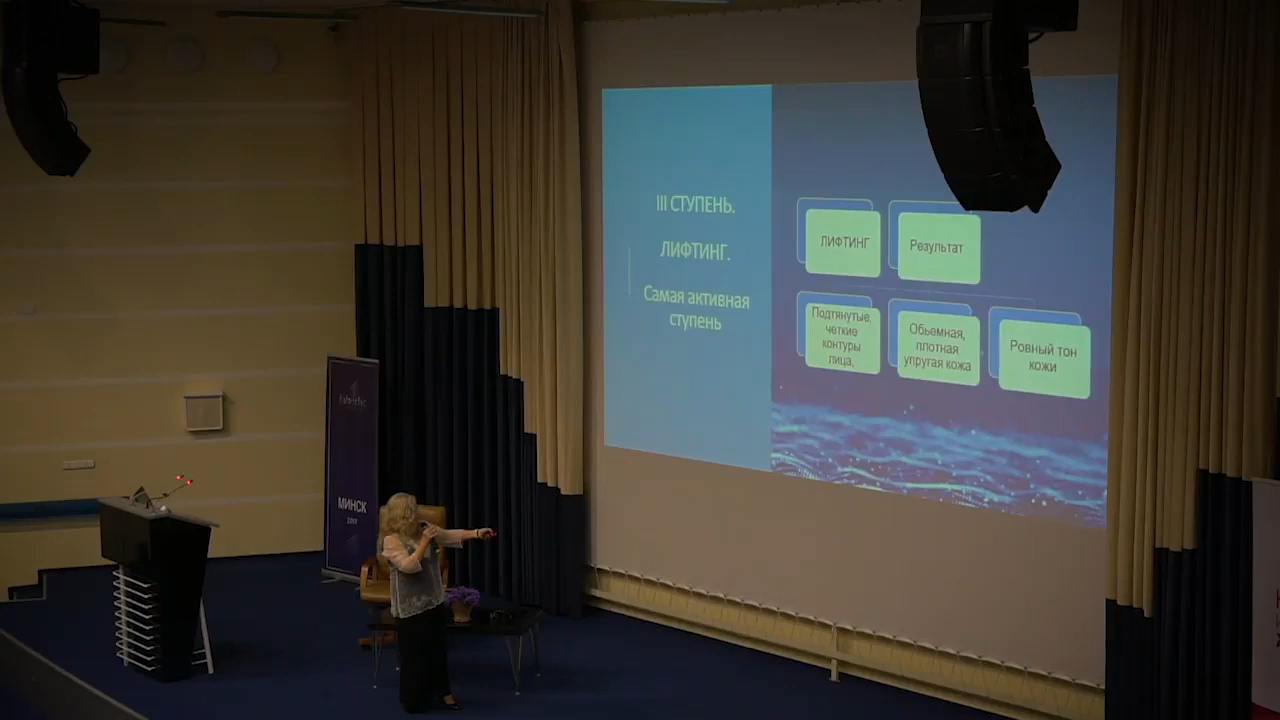 III СТУПЕНЬ.
ЛИФТИНГ.
Самая активная
ступень
ЛИФТИНГ
Результат
Подтянутые,
четкие
контуры
лица,
Обьемная,
плотная
упругая кожа
Ровный тон
кожи
МИНСК